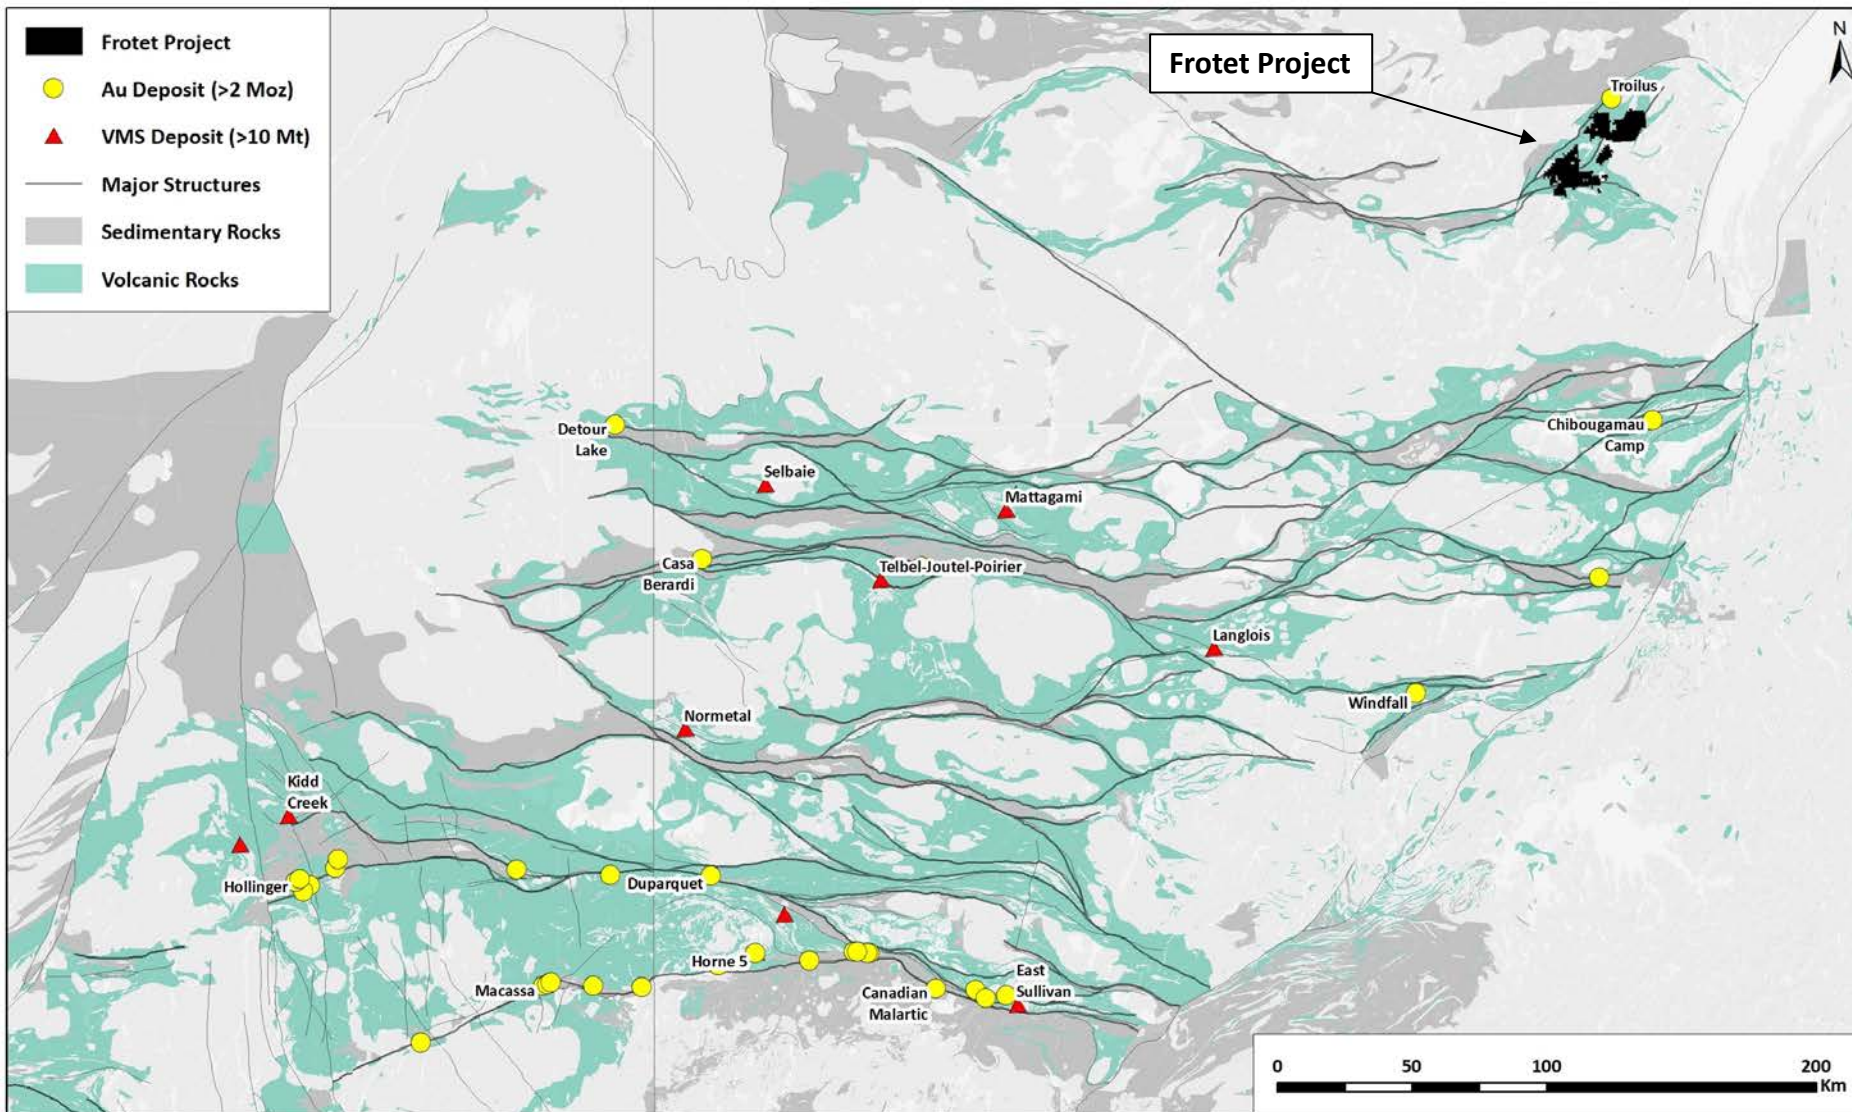 Frotet Project
Au Deposit (>2 Moz)
VMS Deposit (>10 Mt)
Major Structures
Sedimentary Rocks
Volcanic Rocks
Frotet Project
N
Troilus
Detour
Lake
Selbaie
Mattagami
Chibougamau
Camp
Casa
Berardi
Telbel-Joutel-Poirier
Langlois
Windfall
Normetal
Kidd
Creek
Hollinger
Duparquet
Horne 5
Macassa
Canadian
Malartic
East
Sullivan
0 50 100 200
Km